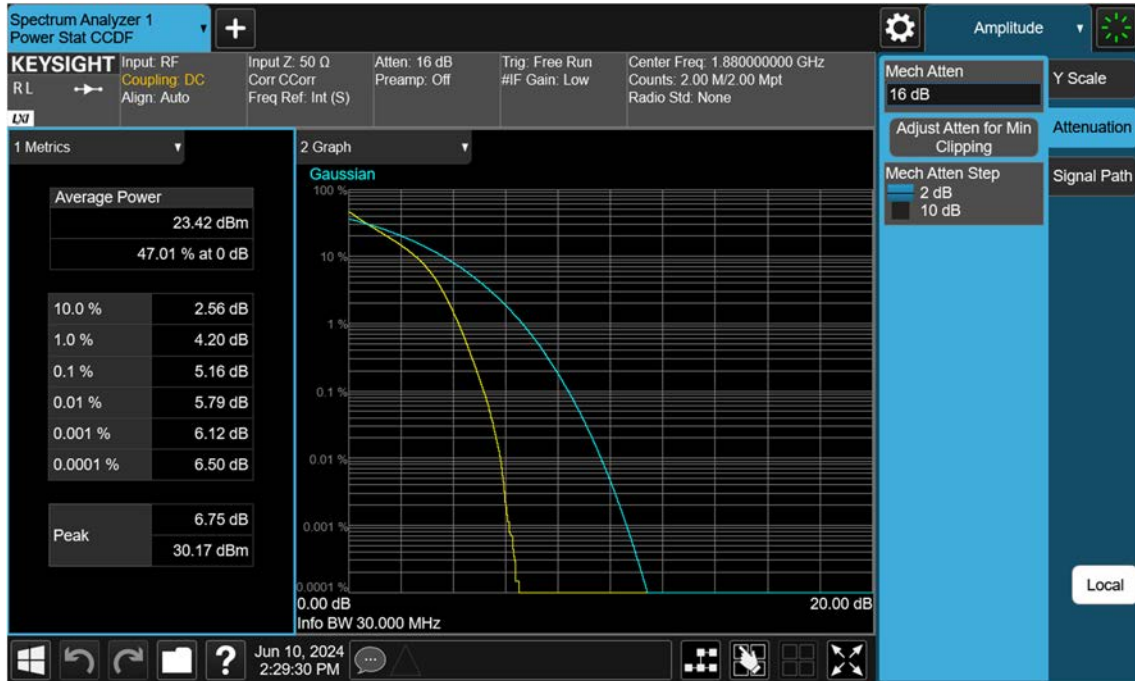 Spectrum Analyzer 1
Power Stat CCDF
Amplitude
KEYSIGHT
R L
LXI
Input: RF
Coupling: DC
Align: Auto
Input Z: 50 Ω
Corr CCorr
Freq Ref: Int (S)
Atten: 16 dB
Preamp: Off
Trig: Free Run
#IF Gain: Low
Center Freq: 1.880000000 GHz
Counts: 2.00 M/2.00 Mpt
Radio Std: None
Mech Atten
16 dB
Adjust Atten for Min
Clipping
Mech Atten Step
2 dB
10 dB
Y Scale
Attenuation
Signal Path
1 Metrics
Average Power
23.42 dBm
47.01 % at 0 dB
10.0 % 2.56 dB
1.0 % 4.20 dB
0.1 % 5.16 dB
0.01 % 5.79 dB
0.001 % 6.12 dB
0.0001 % 6.50 dB
Peak
6.75 dB
30.17 dBm
2 Graph
Gaussian
100 %
10 %
1 %
0.1 %
0.01 %
0.001 %
0.0001 %
0.00 dB 20.00 dB
Info BW 30.000 MHz
Local
?
Jun 10, 2024
2:29:30 PM